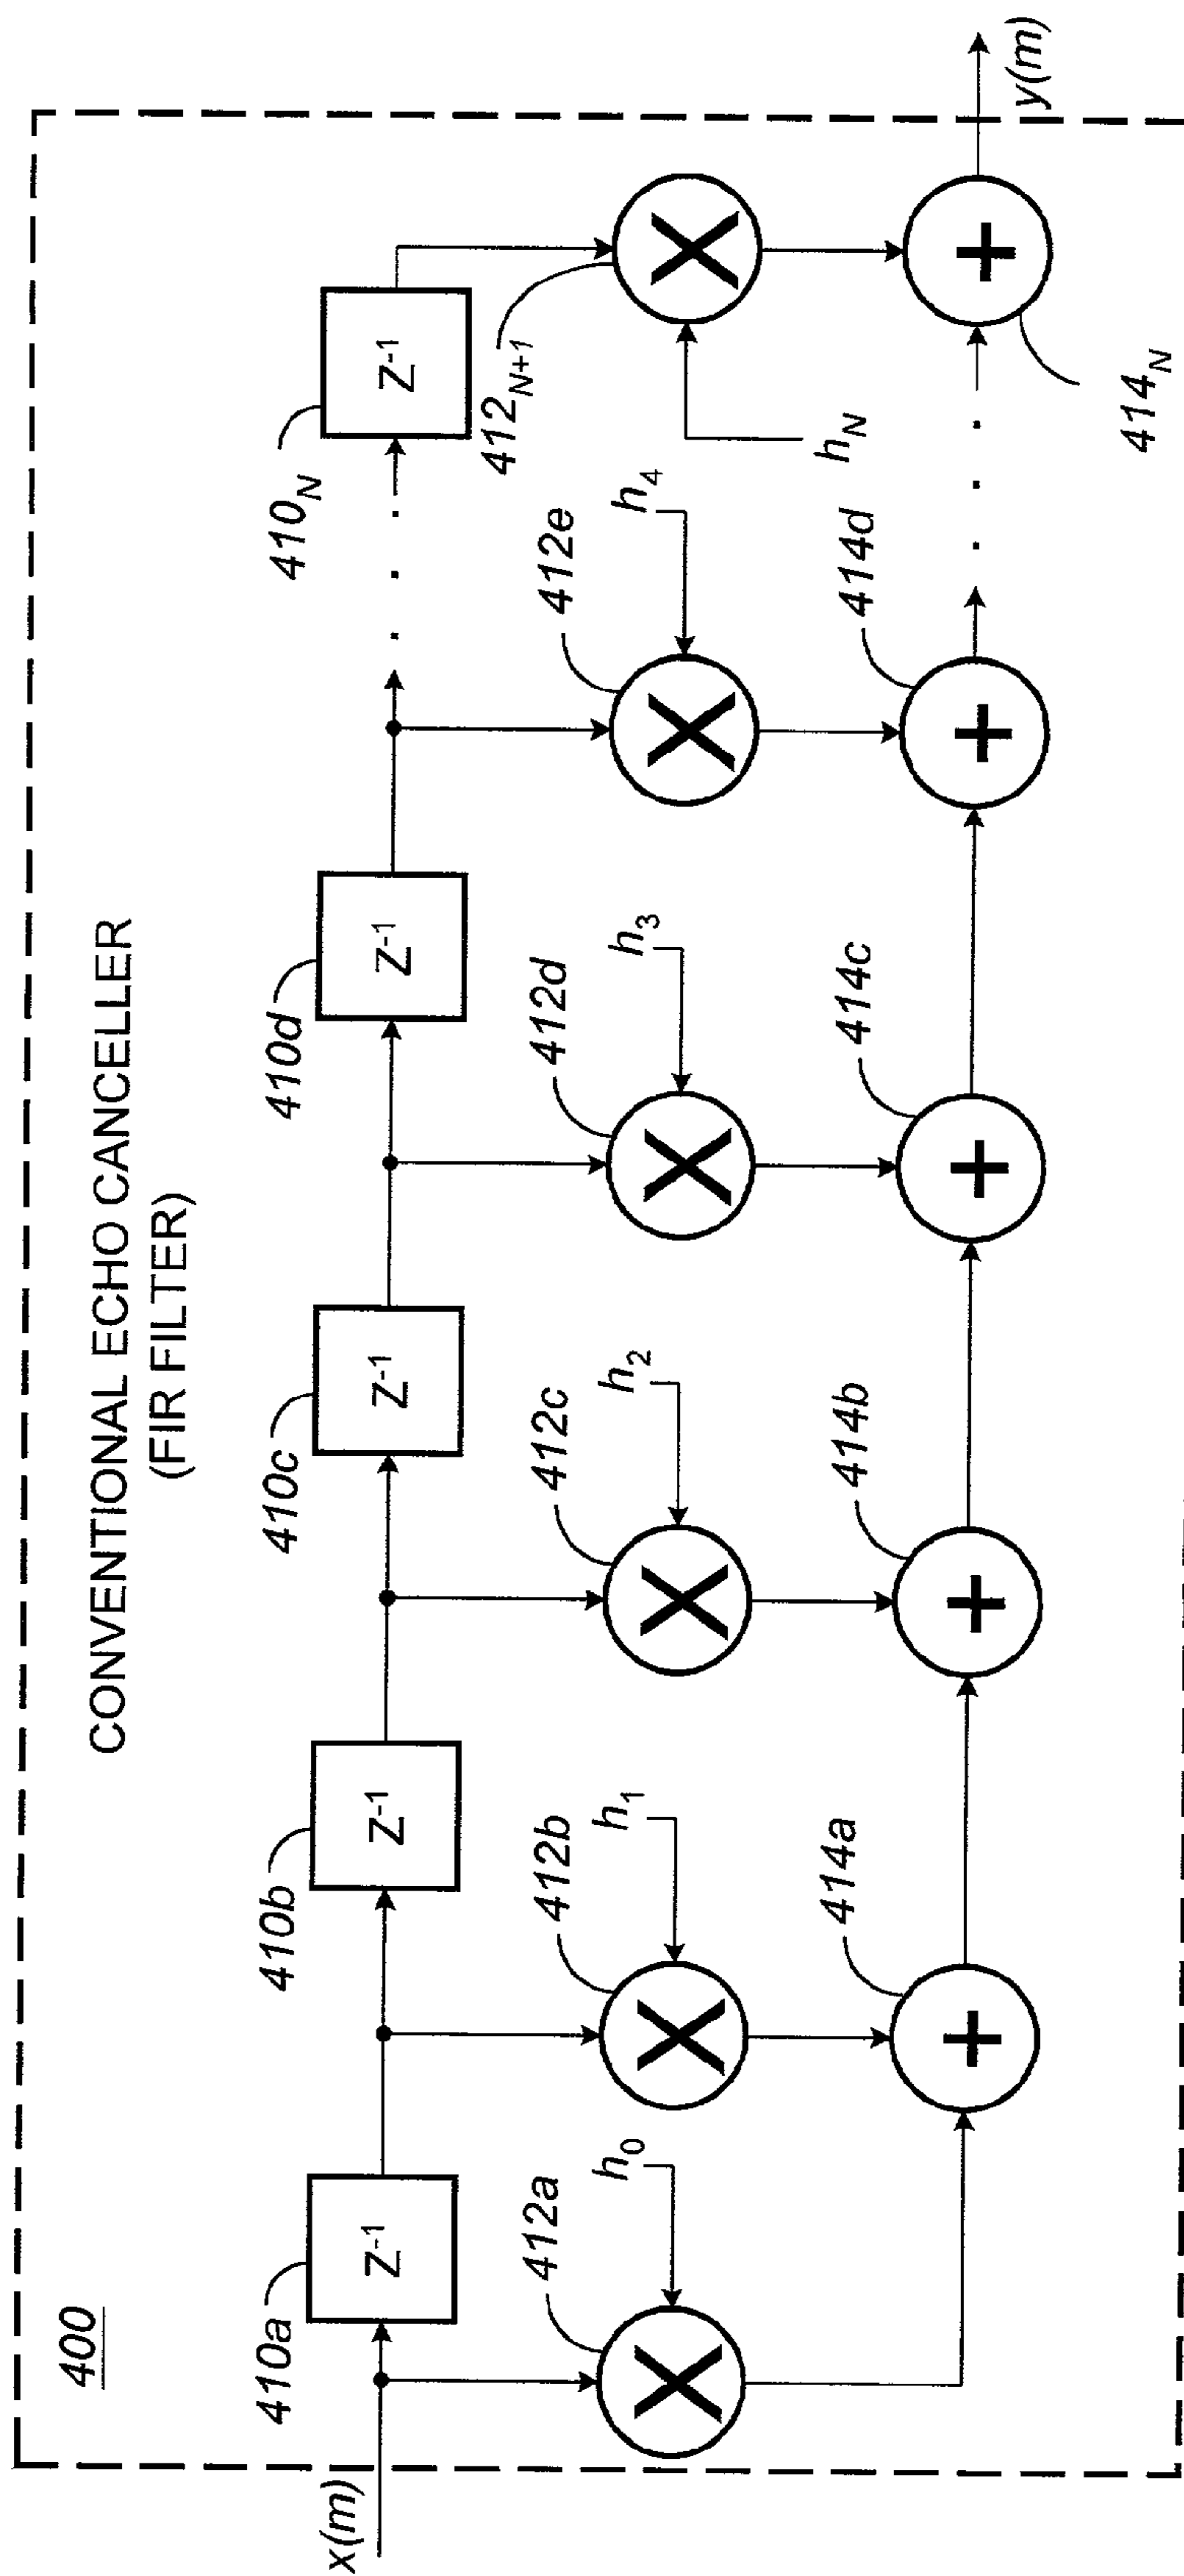 400
CONVENTIONAL ECHO CANCELLER
(FIR FILTER)
x(m)
410a
Z⁻¹
410b
Z⁻¹
410c
Z⁻¹
410d
Z⁻¹
410N
Z⁻¹
412a
h0
412b
h1
412c
h2
412d
h3
412e
h4
412N+1
hN
X
X
X
X
X
X
414a
414b
414c
414d
414N
+
+
+
+
+
y(m)